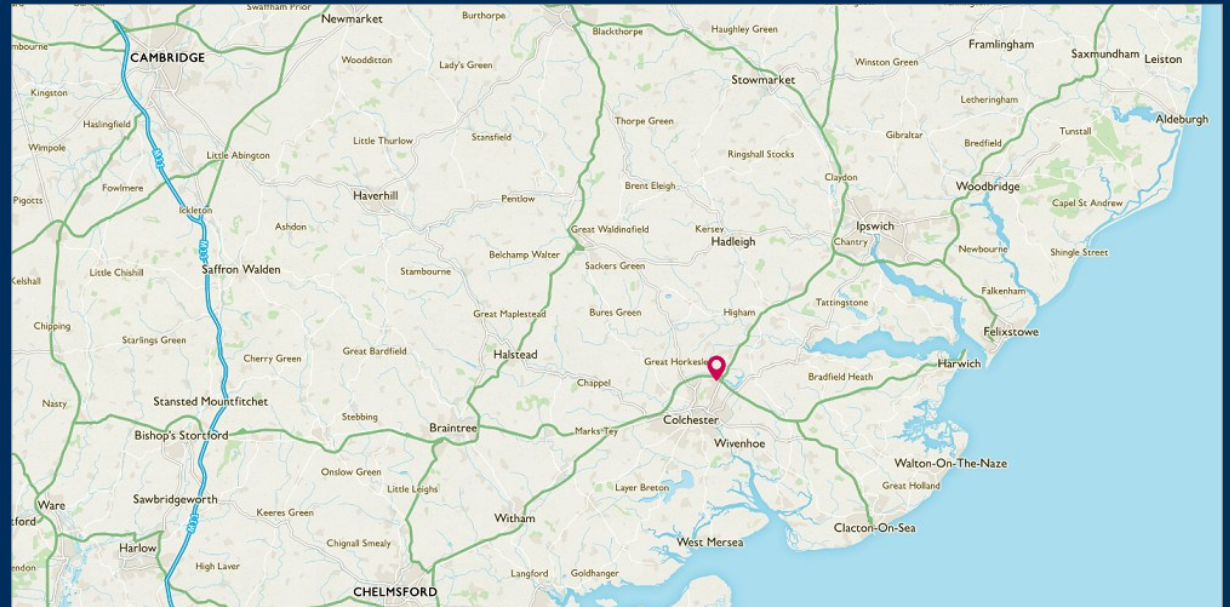 Swaffham Prior
Newmarket
Burthorpe
Blackthorpe
Haughley Green
Framlingham
Saxmundham
Leiston
CAMBRIDGE
Woodditton
Lady's Green
Stowmarket
Winston Green
Kingston
Letheringham
Haslingfield
Thorpe Green
Gibraltar
Tunstall
Aldeburgh
Wimpole
M11
Little Abington
Little Thurlow
Stansfield
Ringshall Stocks
Bredfield
Fowlmere
Haverhill
Brent Eleigh
Claydon
Woodbridge
Pigotts
Ickleton
Pentlow
Capel St Andrew
Ashdon
Great Waldingfield
Kersey
Ipswich
Hadleigh
Chantry
M11
Belchamp Walter
Newbourne
Shingle Street
Little Chishill
Saffron Walden
Stambourne
Sackers Green
Kelshall
Falkenham
Tattingstone
Great Maplestead
Bures Green
Higham
Chipping
Felixstowe
Starlings Green
Cherry Green
Great Bardfield
Halstead
Great Horkesle
Harwich
Chappel
Bradfield Heath
Nasty
Stansted Mountfitchet
Stebbing
Colchester
Bishop's Stortford
Braintree
Marks Tey
Wivenhoe
Walton-On-The-Naze
Onslow Green
Great Holland
Little Leighs
Layer Breton
Sawbridgeworth
Ware
Keeres Green
Witham
M11
Clacton-On-Sea
Harlow
Chignall Smealy
West Mersea
High Laver
Langford
Goldhanger
CHELMSFORD